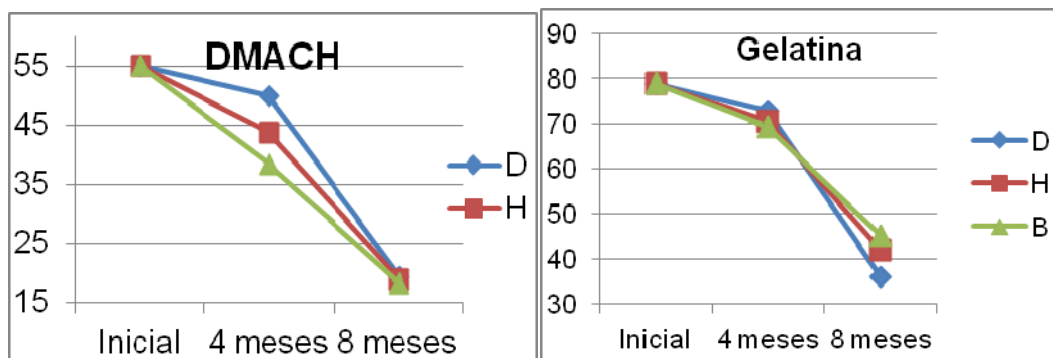 DMACH
55
45
35
25
15
Inicial 4 meses 8 meses
D
H
Gelatina
90
80
70
60
50
40
30
Inicial 4 meses 8 meses
D
H
B